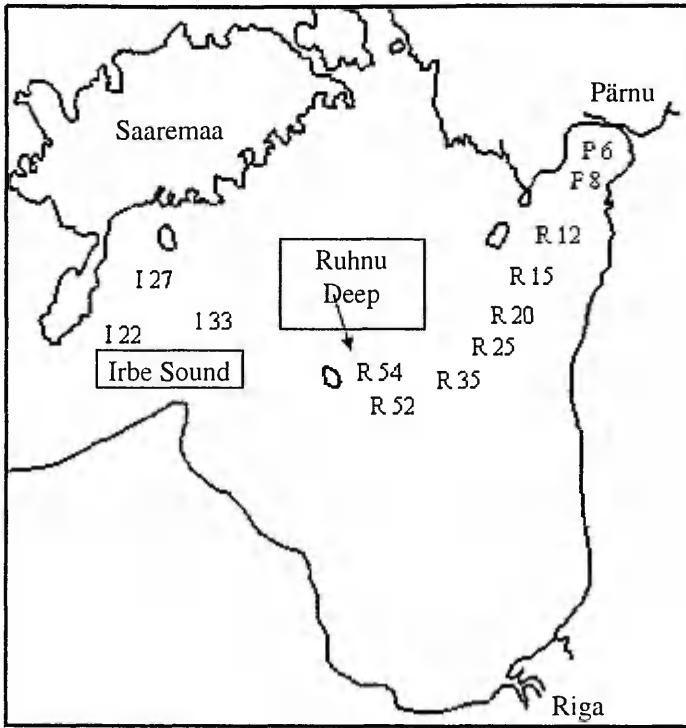 Pärnu
Saaremaa
P 6
P 8
R 12
Ruhnu
Deep
I 27
R 15
I 22
I 33
R 20
R 25
Irbe Sound
R 54
R 35
R 52
Riga